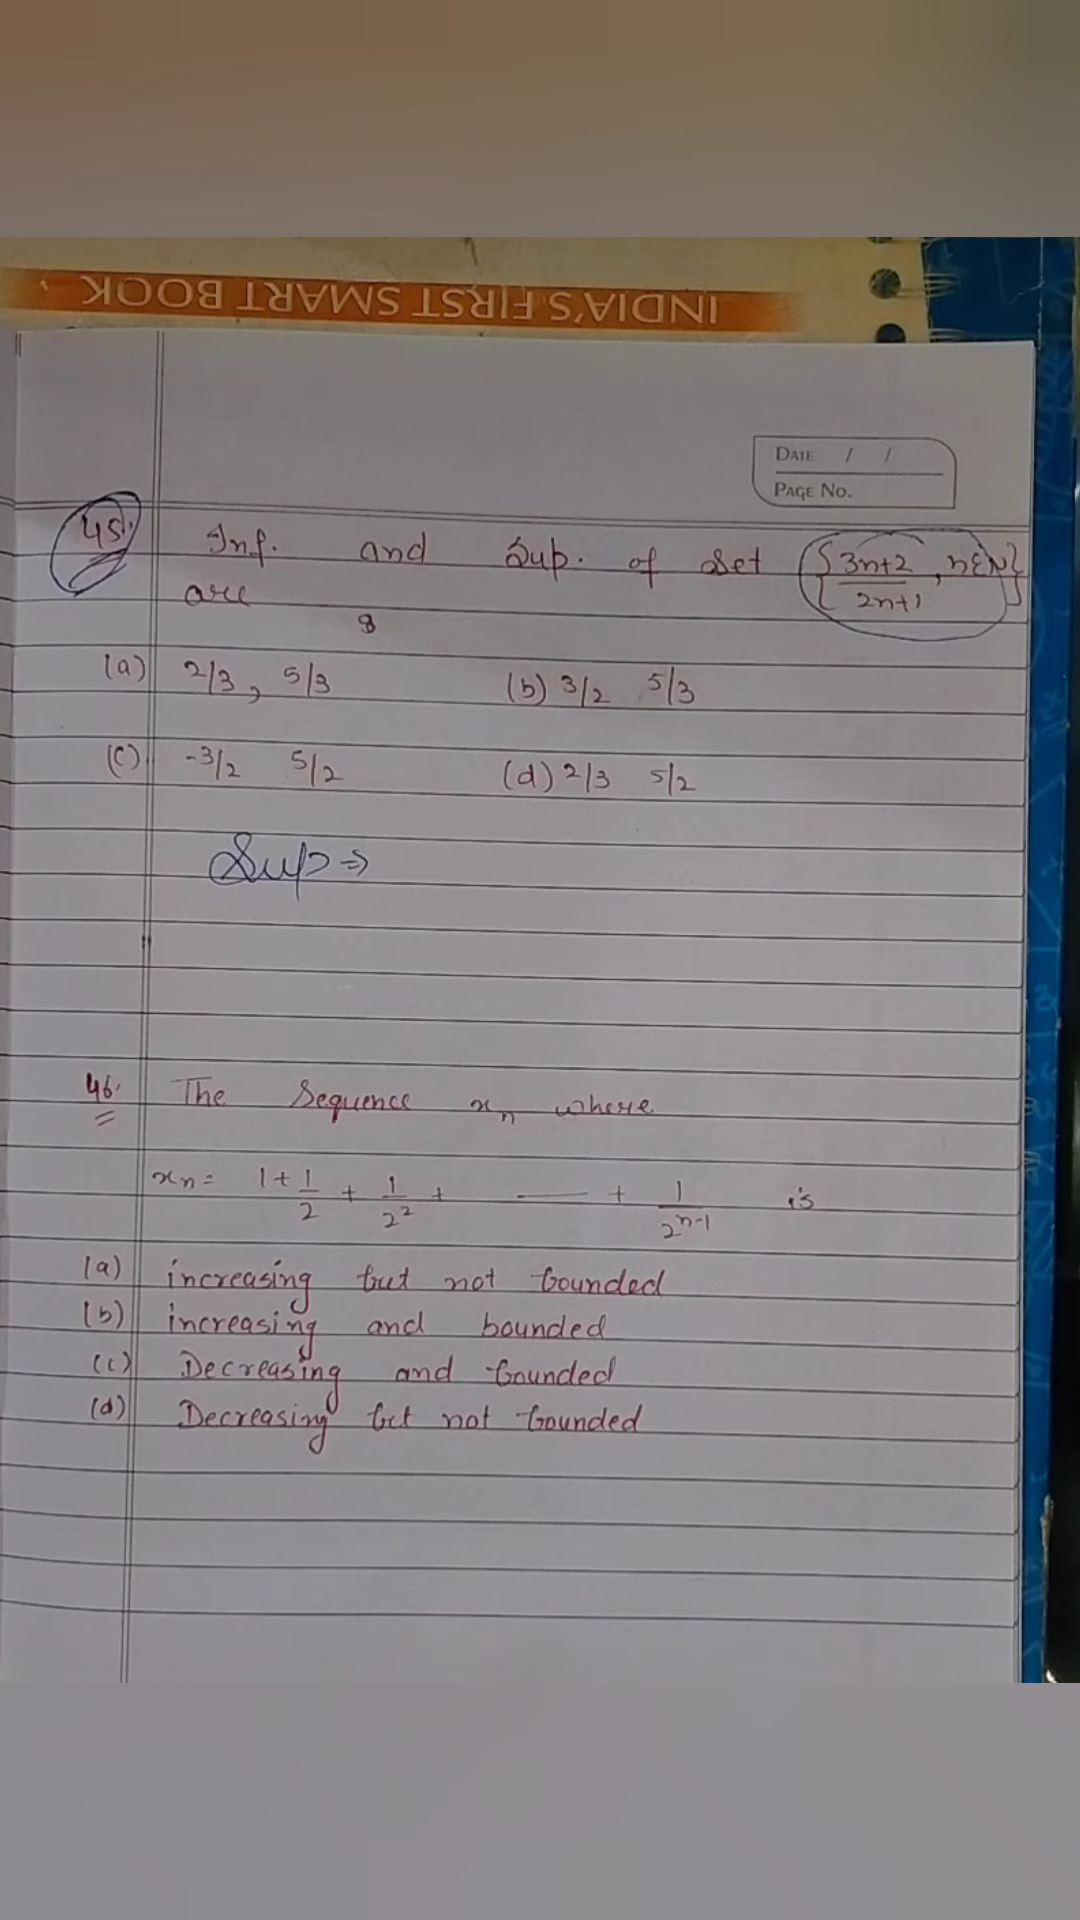 INDIA'S FIRST SMART BOOK
DATE / /
PAGE NO.
45. Inf. and Sup. of set {3n+2/2n+1, n∈N}
are
(a) 2/3, 5/3 (b) 3/2 5/3
(c) -3/2 5/2 (d) 2/3 5/2
Sup ⇒
46. The Sequence xn where
xn = 1 + 1/2 + 1/2² + —— + 1/2ⁿ⁻¹ is
(a) increasing but not bounded
(b) increasing and bounded
(c) Decreasing and bounded
(d) Decreasing but not bounded